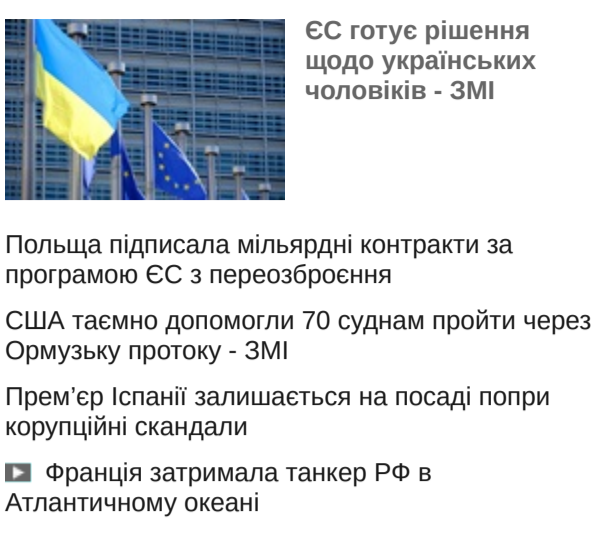 ЄС готує рішення
щодо українських
чоловіків - ЗМІ
Польща підписала мільярдні контракти за
програмою ЄС з переозброєння
США таємно допомогли 70 суднам пройти через
Ормузьку протоку - ЗМІ
Прем’єр Іспанії залишається на посаді попри
корупційні скандали
Франція затримала танкер РФ в
Атлантичному океані